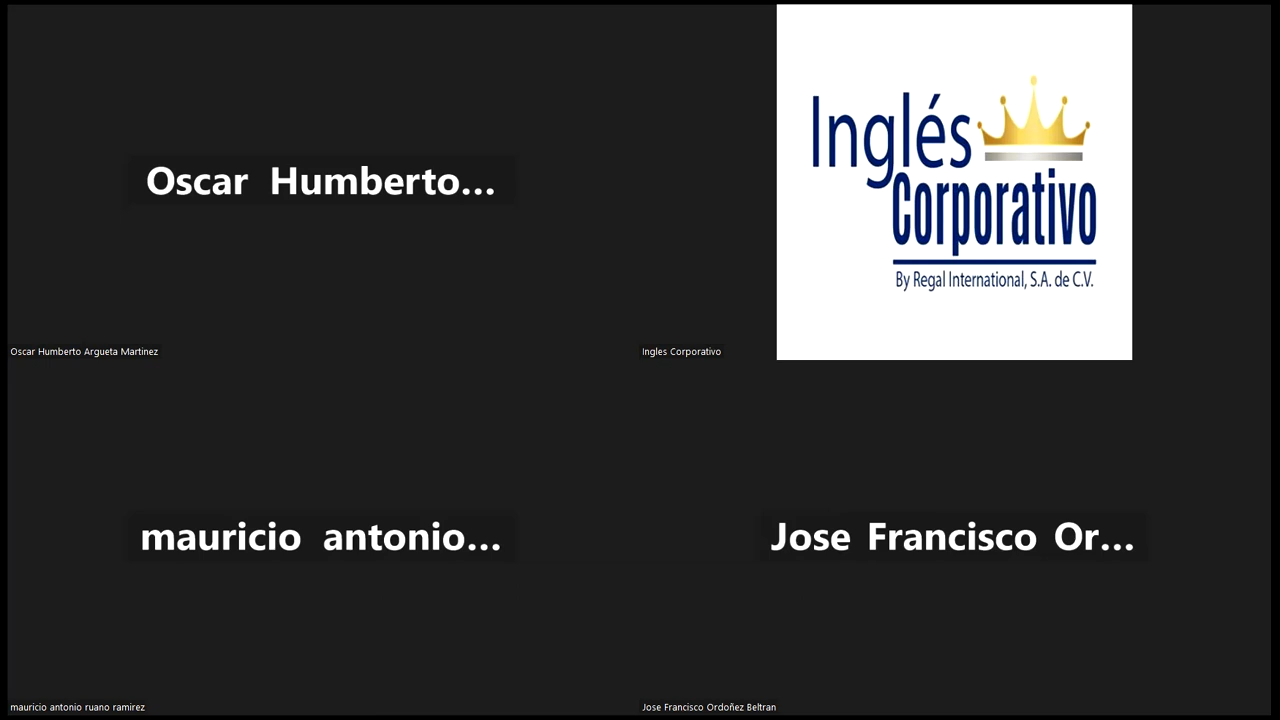 Oscar Humberto...
Oscar Humberto Argueta Martinez
Inglés
Corporativo
By Regal International, S.A. de C.V.
Ingles Corporativo
mauricio antonio...
mauricio antonio ruano ramirez
Jose Francisco Or...
Jose Francisco Ordoñez Beltran